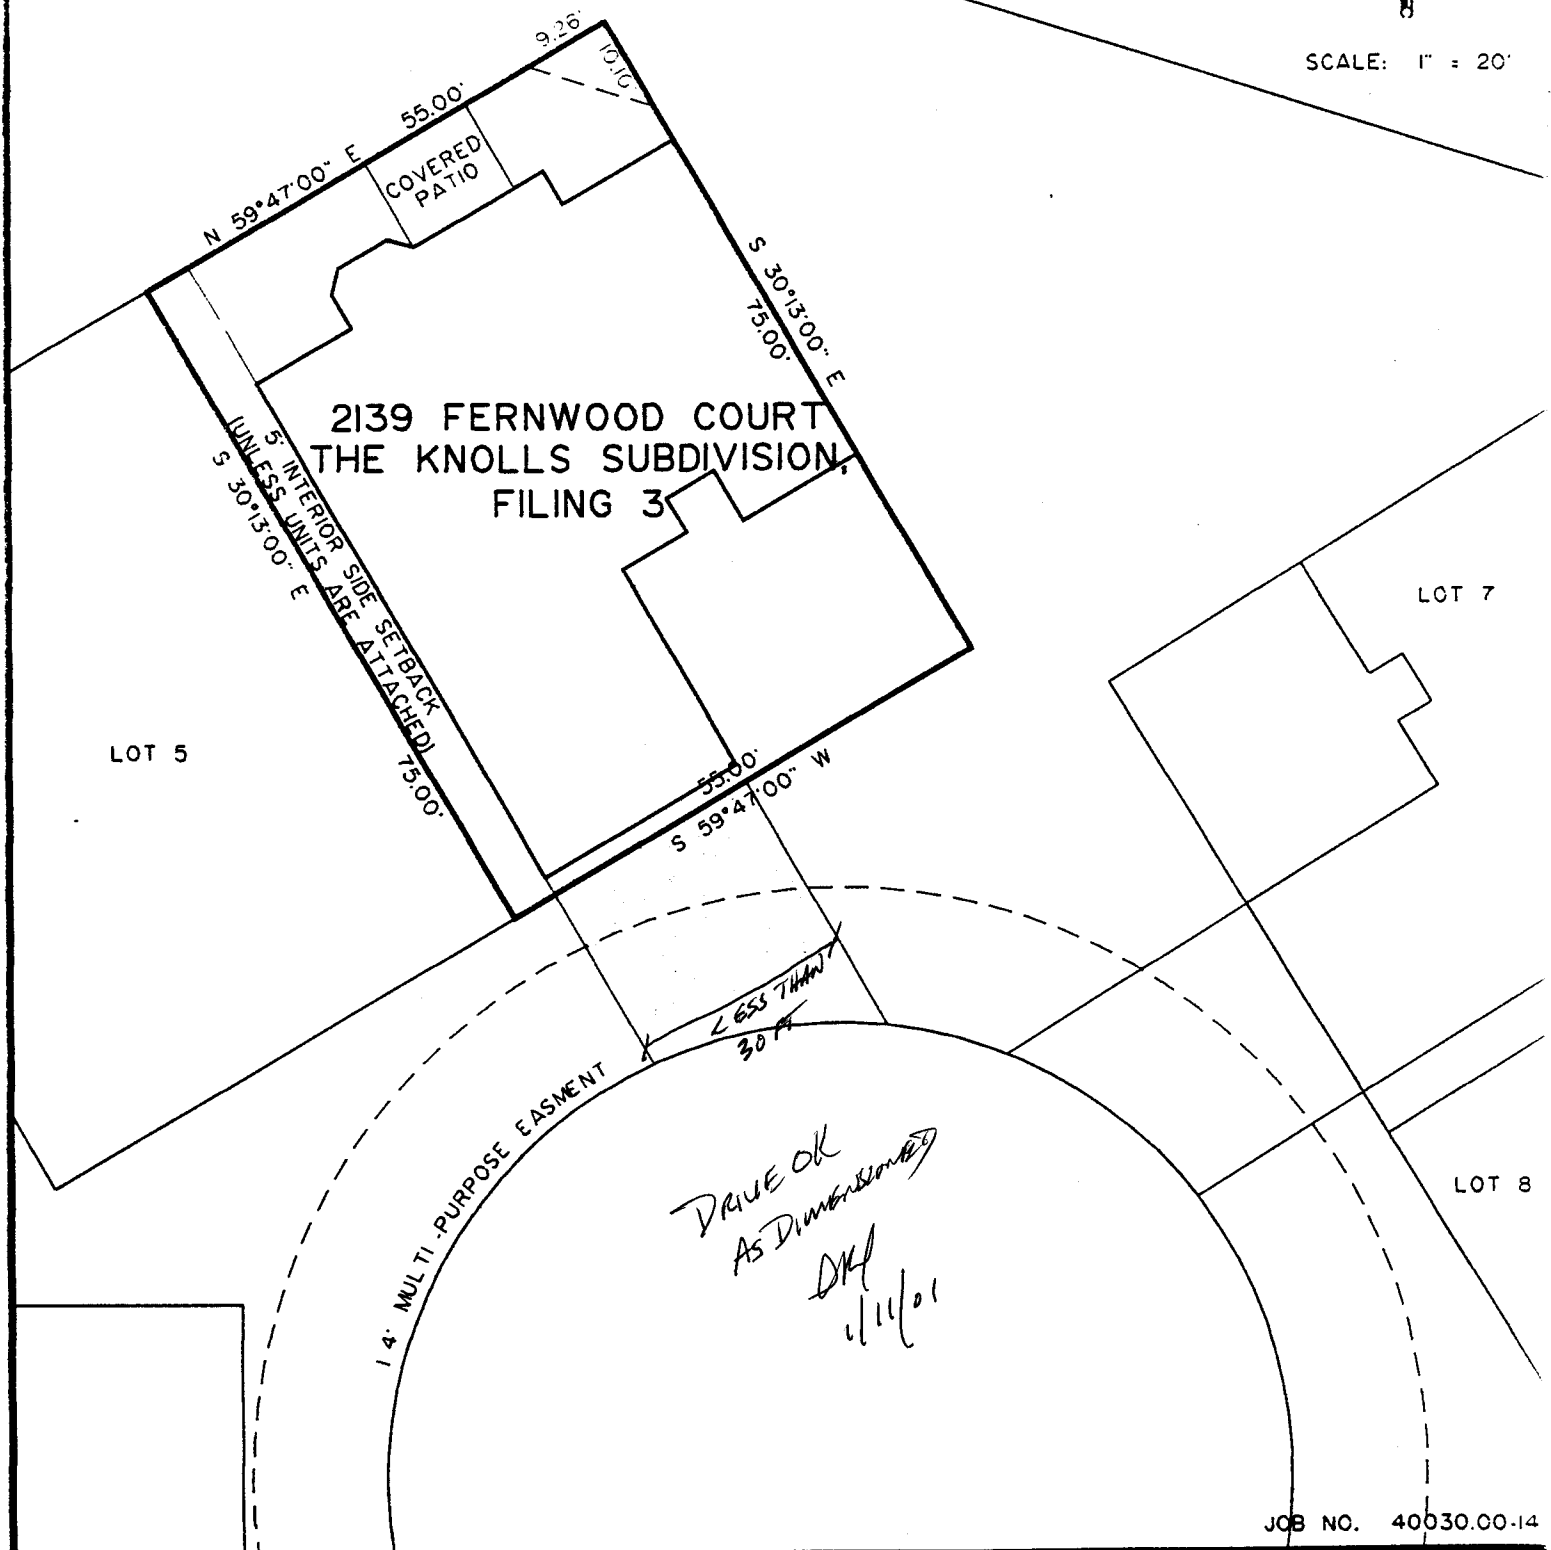 SCALE: 1" = 20'
9.26'
10.10'
55.00'
N 59°47'00" E
COVERED
PATIO
S 30°13'00" E
75.00'
2139 FERNWOOD COURT
THE KNOLLS SUBDIVISION,
FILING 3
5' INTERIOR SIDE SETBACK
(UNLESS UNITS ARE ATTACHED)
S 30°13'00" E
75.00'
LOT 7
LOT 5
55.00'
S 59°47'00" W
LESS THAN
30 FT
14' MULTI-PURPOSE EASMENT
DRIVE OK
AS DIMENSIONED
1/11/01
LOT 8
JOB NO. 40030.00-14